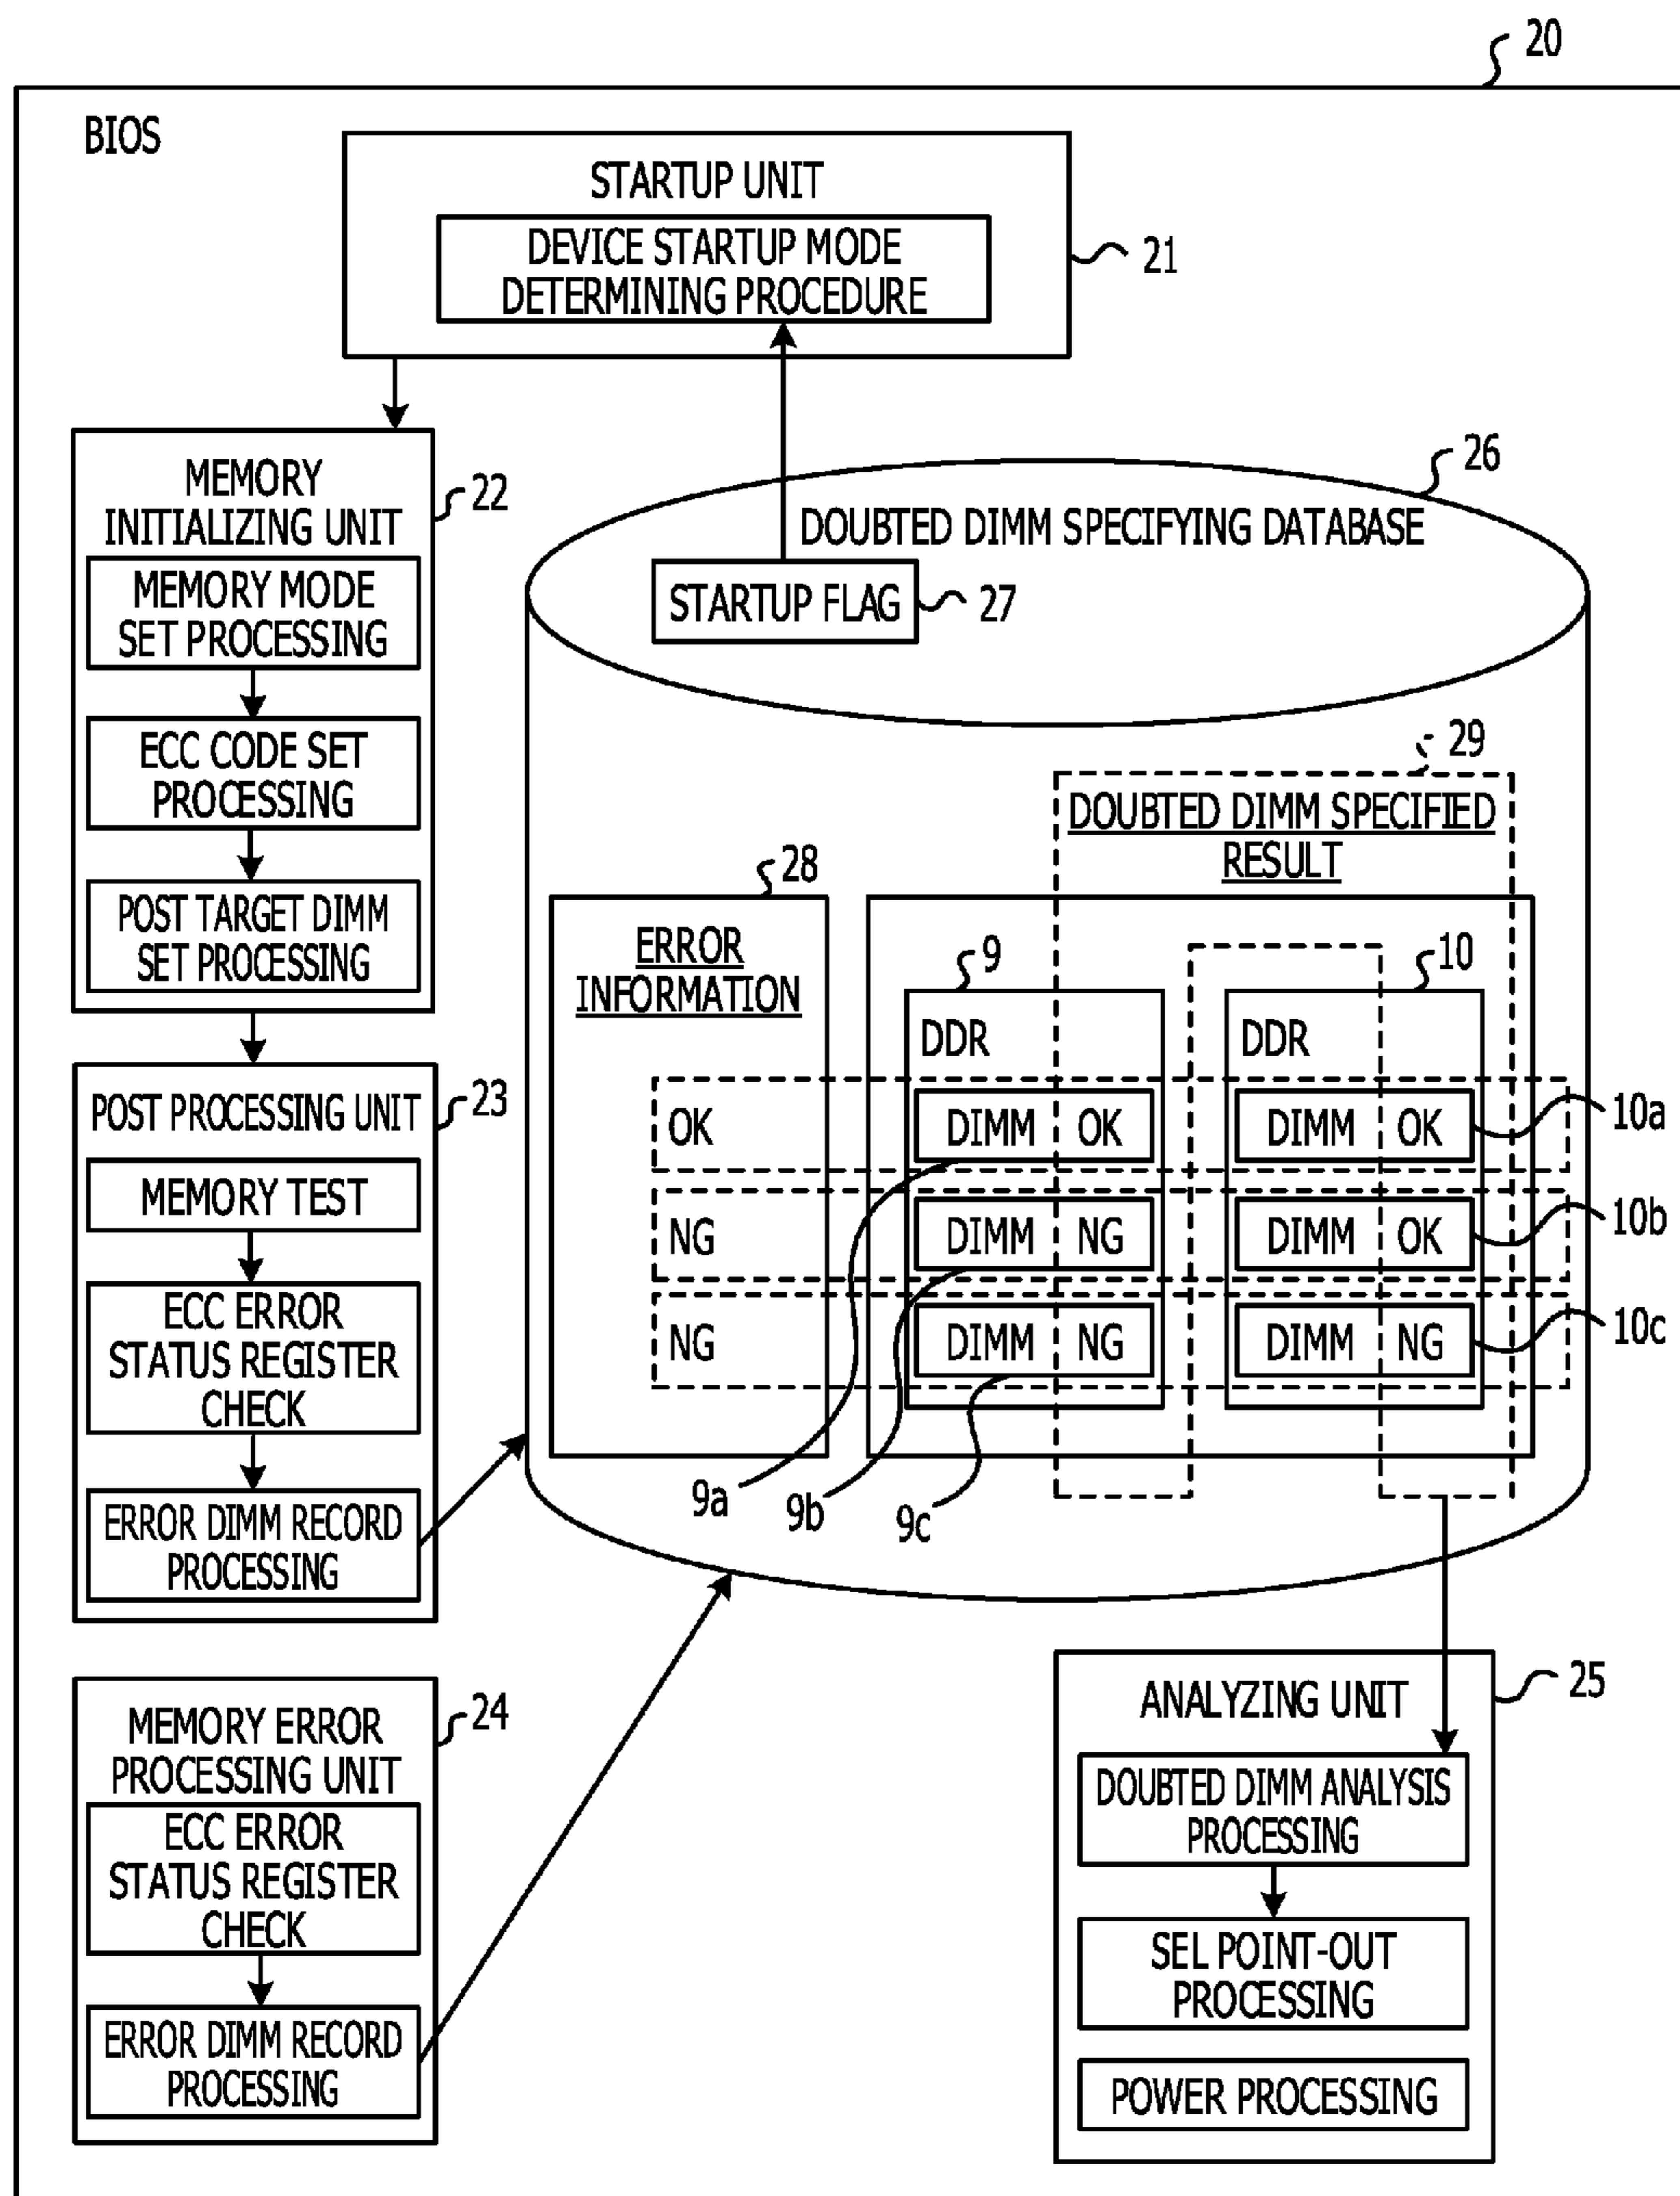 20
BIOS
STARTUP UNIT
DEVICE STARTUP MODE
DETERMINING PROCEDURE
21
MEMORY
INITIALIZING UNIT
22
MEMORY MODE
SET PROCESSING
ECC CODE SET
PROCESSING
POST TARGET DIMM
SET PROCESSING
POST PROCESSING UNIT
23
MEMORY TEST
ECC ERROR
STATUS REGISTER
CHECK
ERROR DIMM RECORD
PROCESSING
MEMORY ERROR
PROCESSING UNIT
24
ECC ERROR
STATUS REGISTER
CHECK
ERROR DIMM RECORD
PROCESSING
26
DOUBTED DIMM SPECIFYING DATABASE
STARTUP FLAG
27
29
DOUBTED DIMM SPECIFIED
RESULT
28
ERROR
INFORMATION
9
10
DDR
DDR
OK
DIMM OK
DIMM OK
10a
NG
DIMM NG
DIMM OK
10b
NG
DIMM NG
DIMM NG
10c
9a
9b
9c
ANALYZING UNIT
25
DOUBTED DIMM ANALYSIS
PROCESSING
SEL POINT-OUT
PROCESSING
POWER PROCESSING